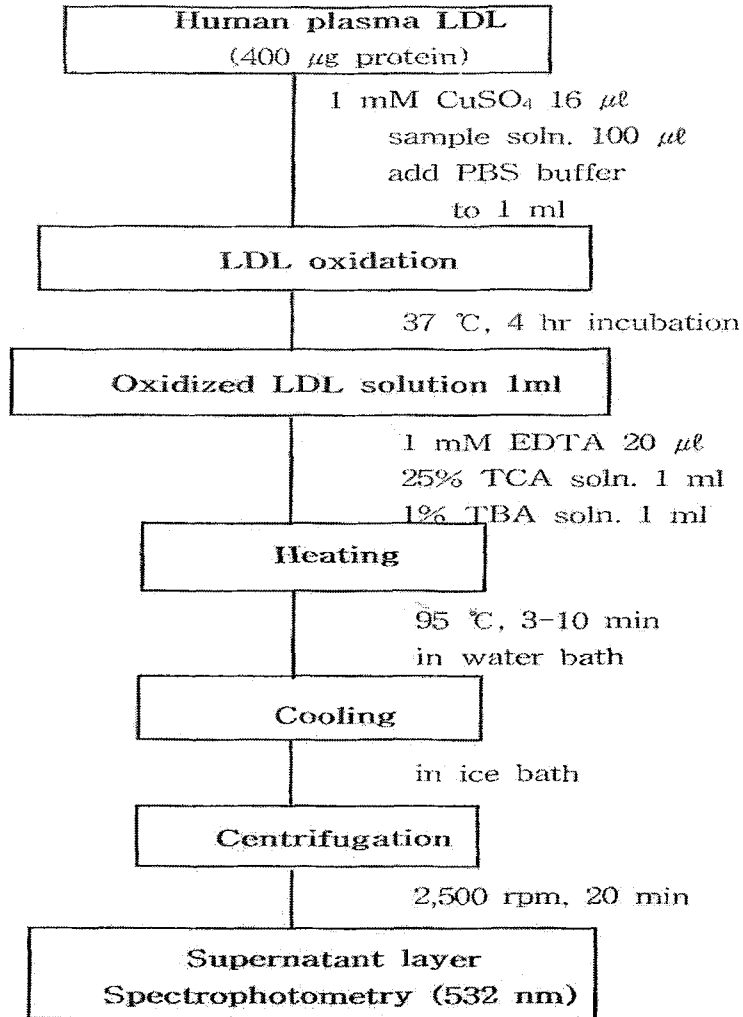 Human plasma LDL
(400 μg protein)
1 mM CuSO₄ 16 μℓ
sample soln. 100 μℓ
add PBS buffer
to 1 ml
LDL oxidation
37 ℃, 4 hr incubation
Oxidized LDL solution 1ml
1 mM EDTA 20 μℓ
25% TCA soln. 1 ml
1% TBA soln. 1 ml
Heating
95 ℃, 3-10 min
in water bath
Cooling
in ice bath
Centrifugation
2,500 rpm, 20 min
Supernatant layer
Spectrophotometry (532 nm)